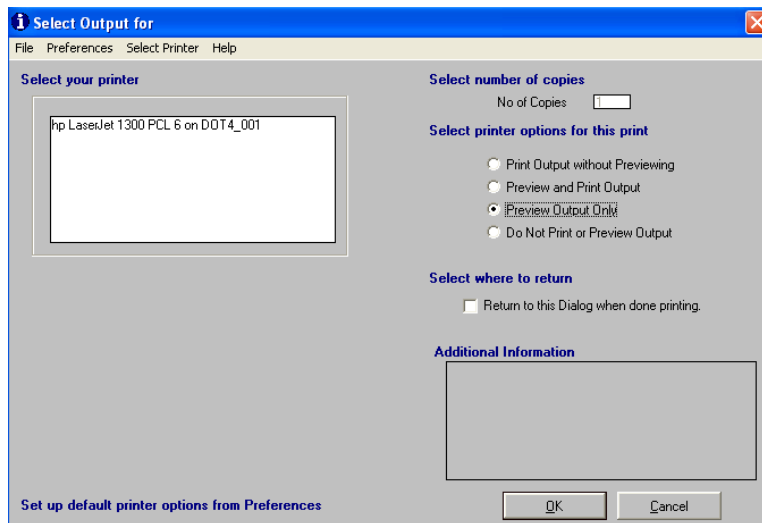 Select Output for
File Preferences Select Printer Help
Select your printer
hp LaserJet 1300 PCL 6 on DOT4_001
Select number of copies
No of Copies 1
Select printer options for this print
Print Output without Previewing
Preview and Print Output
Preview Output Only
Do Not Print or Preview Output
Select where to return
Return to this Dialog when done printing.
Additional Information
Set up default printer options from Preferences
OK Cancel